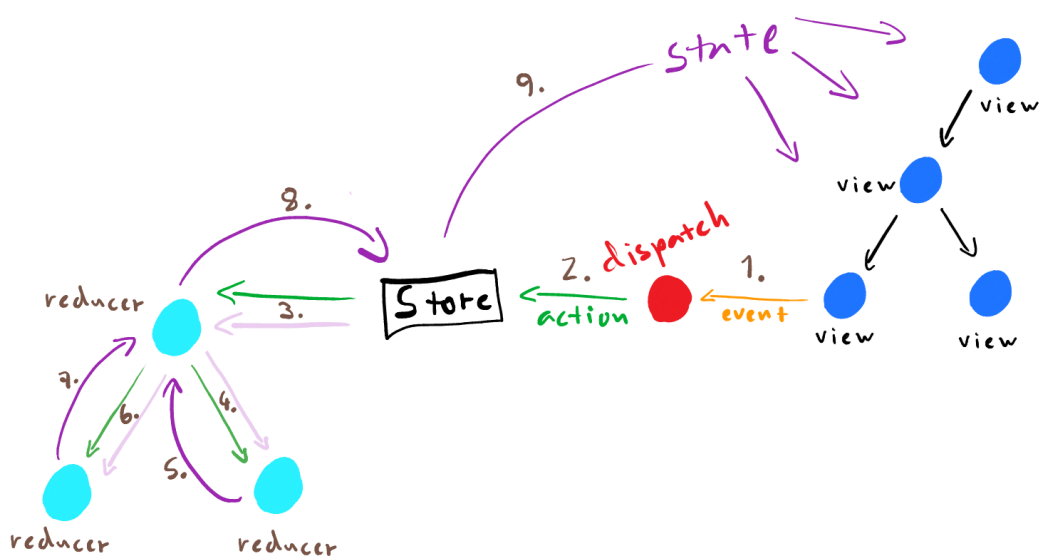 state
9.
view
view
8.
dispatch
2.
1.
reducer
Store
3.
action
event
view
view
7.
6.
4.
5.
reducer
reducer